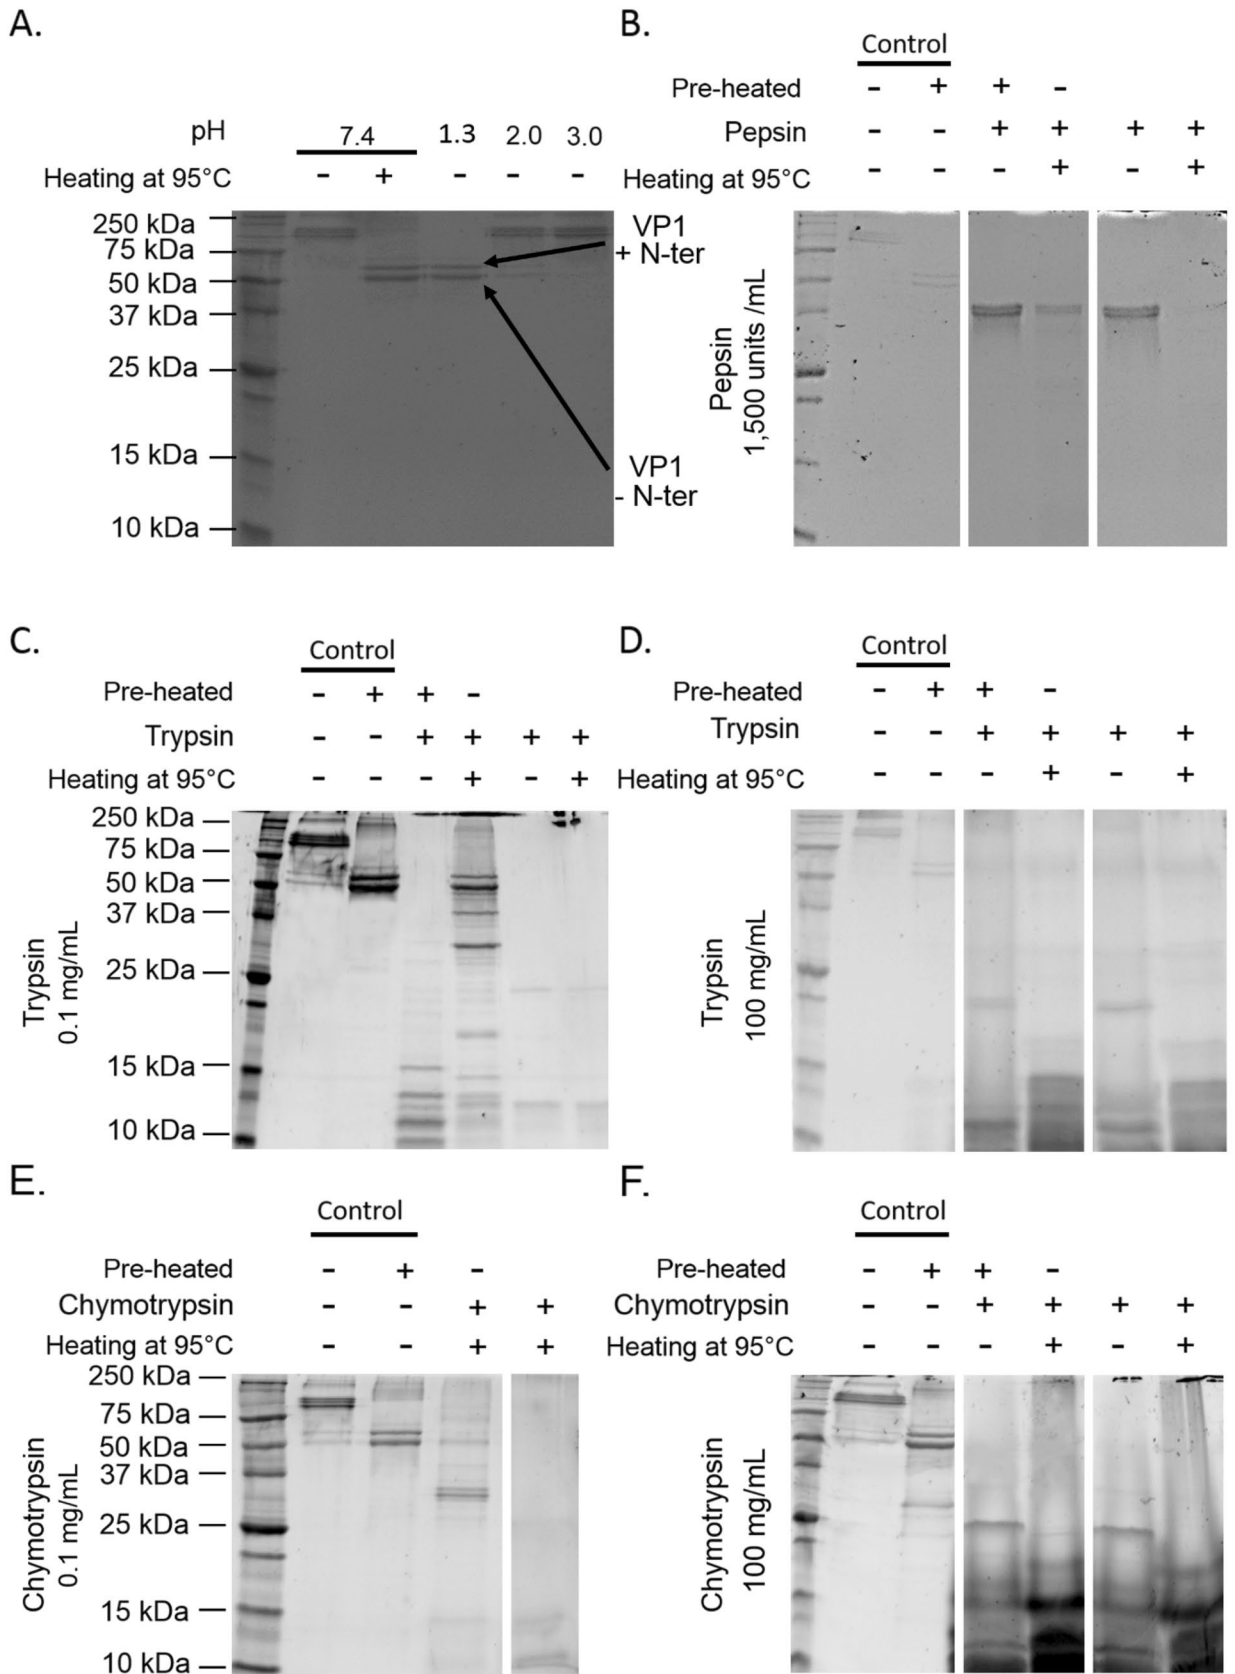 A.
pH 7.4 1.3 2.0 3.0
Heating at 95°C - + - - -
250 kDa
75 kDa
50 kDa
37 kDa
25 kDa
15 kDa
10 kDa
VP1
+ N-ter
VP1
- N-ter
B.
Control
Pre-heated - + + -
Pepsin - - + + + +
Heating at 95°C - - - + - +
Pepsin
1,500 units /mL
C.
Control
Pre-heated - + + -
Trypsin - - + + + +
Heating at 95°C - - - + - +
250 kDa
75 kDa
50 kDa
37 kDa
25 kDa
15 kDa
10 kDa
Trypsin
0.1 mg/mL
D.
Control
Pre-heated - + + -
Trypsin - - + + + +
Heating at 95°C - - - + - +
Trypsin
100 mg/mL
E.
Control
Pre-heated - + -
Chymotrypsin - - + +
Heating at 95°C - - + +
250 kDa
75 kDa
50 kDa
37 kDa
25 kDa
15 kDa
10 kDa
Chymotrypsin
0.1 mg/mL
F.
Control
Pre-heated - + + -
Chymotrypsin - - + + + +
Heating at 95°C - - - + - +
Chymotrypsin
100 mg/mL